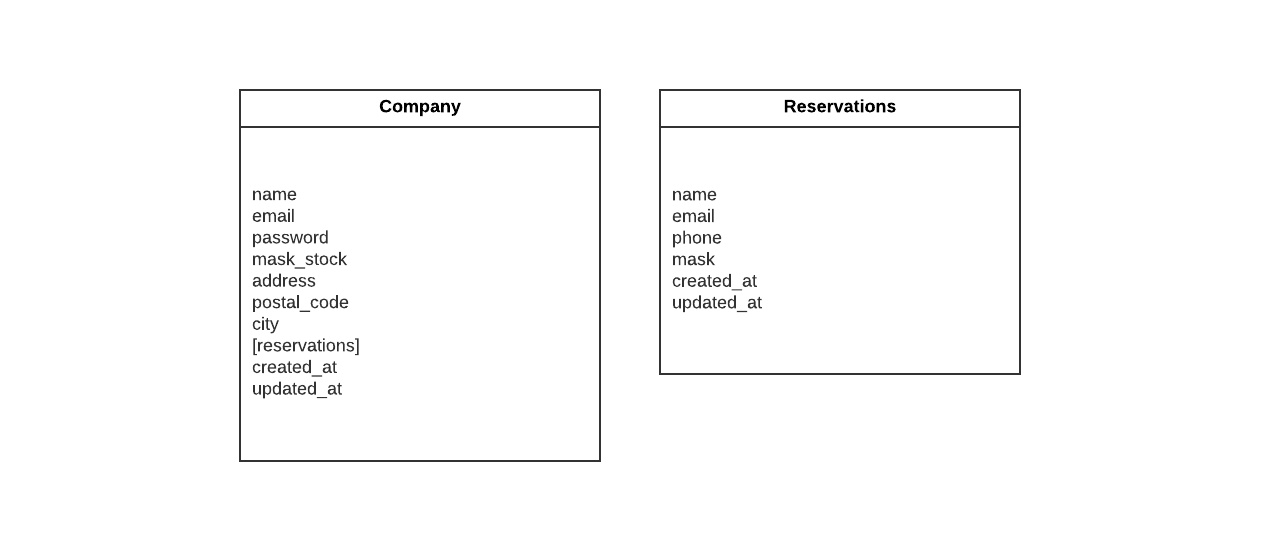 Company
name
email
password
mask_stock
address
postal_code
city
[reservations]
created_at
updated_at
Reservations
name
email
phone
mask
created_at
updated_at